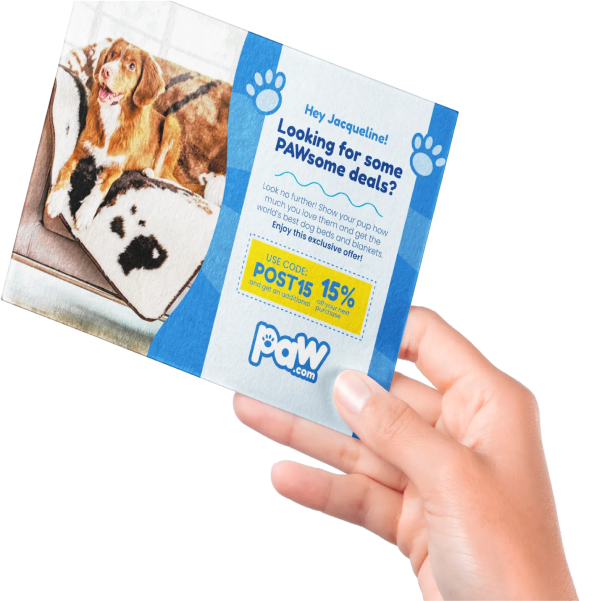 Hey Jacqueline!
Looking for some
PAWsome deals?
Look no further! Show your pup how
much you love them and get the
world's best dog beds and blankets.
Enjoy this exclusive offer!
USE CODE:
POST15
and get an additional
15%
off your next
purchase
paw
.com